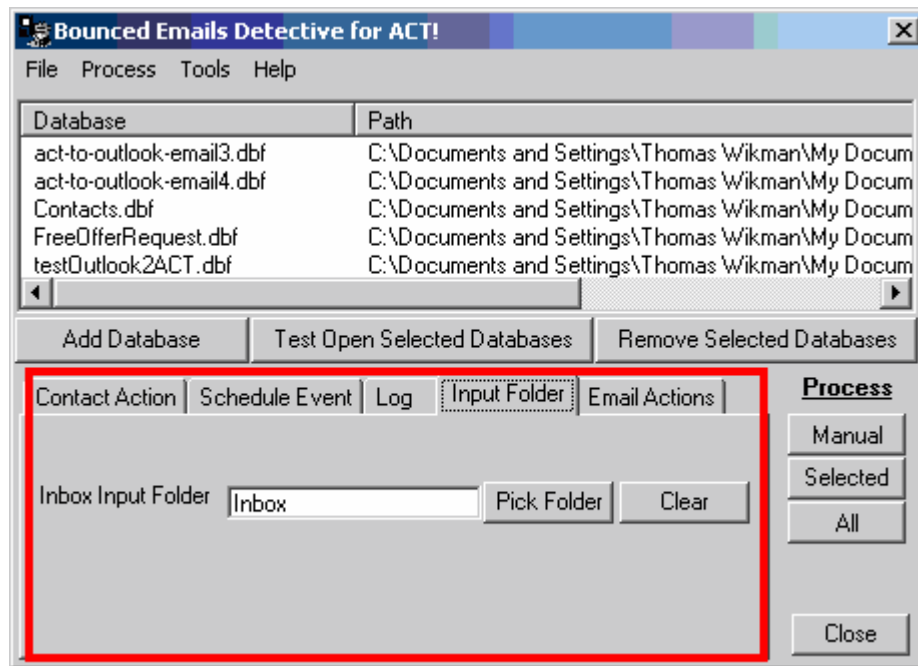 Bounced Emails Detective for ACT!
File Process Tools Help
Database Path
act-to-outlook-email3.dbf C:\Documents and Settings\Thomas Wikman\My Docum
act-to-outlook-email4.dbf C:\Documents and Settings\Thomas Wikman\My Docum
Contacts.dbf C:\Documents and Settings\Thomas Wikman\My Docum
FreeOfferRequest.dbf C:\Documents and Settings\Thomas Wikman\My Docum
testOutlook2ACT.dbf C:\Documents and Settings\Thomas Wikman\My Docum
Add Database Test Open Selected Databases Remove Selected Databases
Contact Action Schedule Event Log Input Folder Email Actions Process
Manual
Selected
Inbox Input Folder Inbox Pick Folder Clear
All
Close